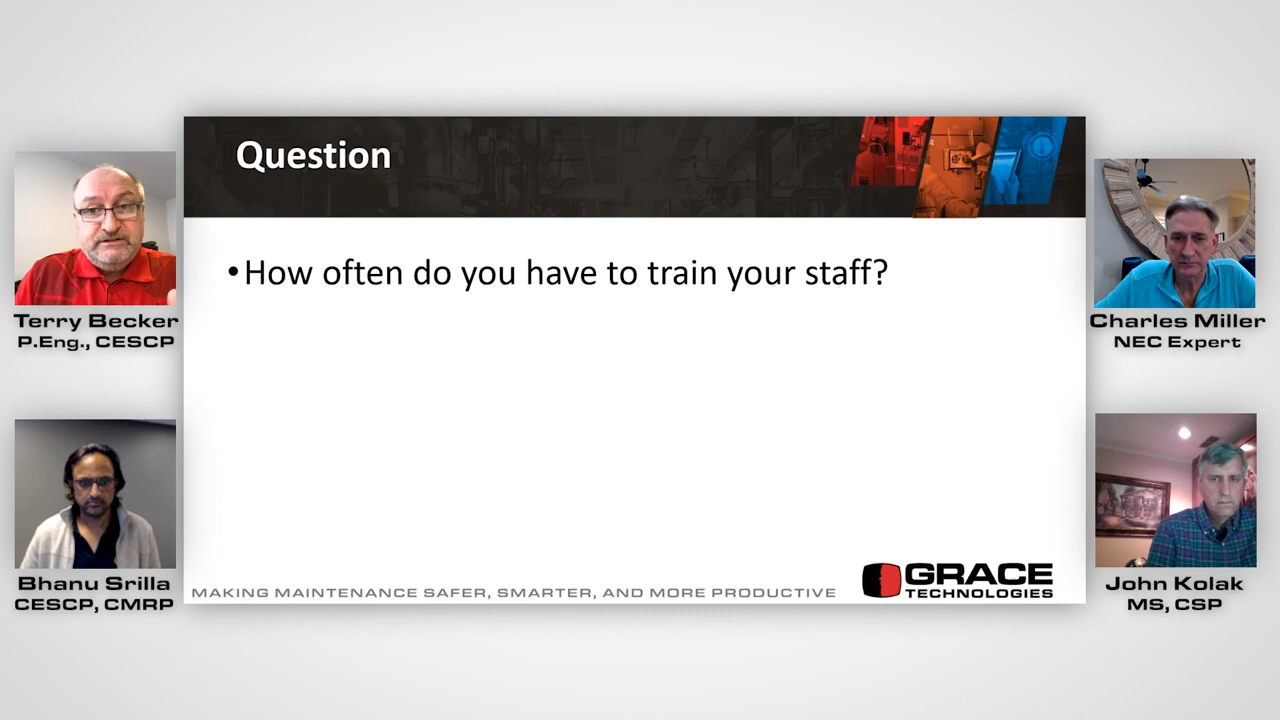 Question
•How often do you have to train your staff?
Terry Becker
P.Eng., CESCP
Charles Miller
NEC Expert
Bhanu Srilla
CESCP, CMRP
John Kolak
MS, CSP
MAKING MAINTENANCE SAFER, SMARTER, AND MORE PRODUCTIVE
GRACE
TECHNOLOGIES